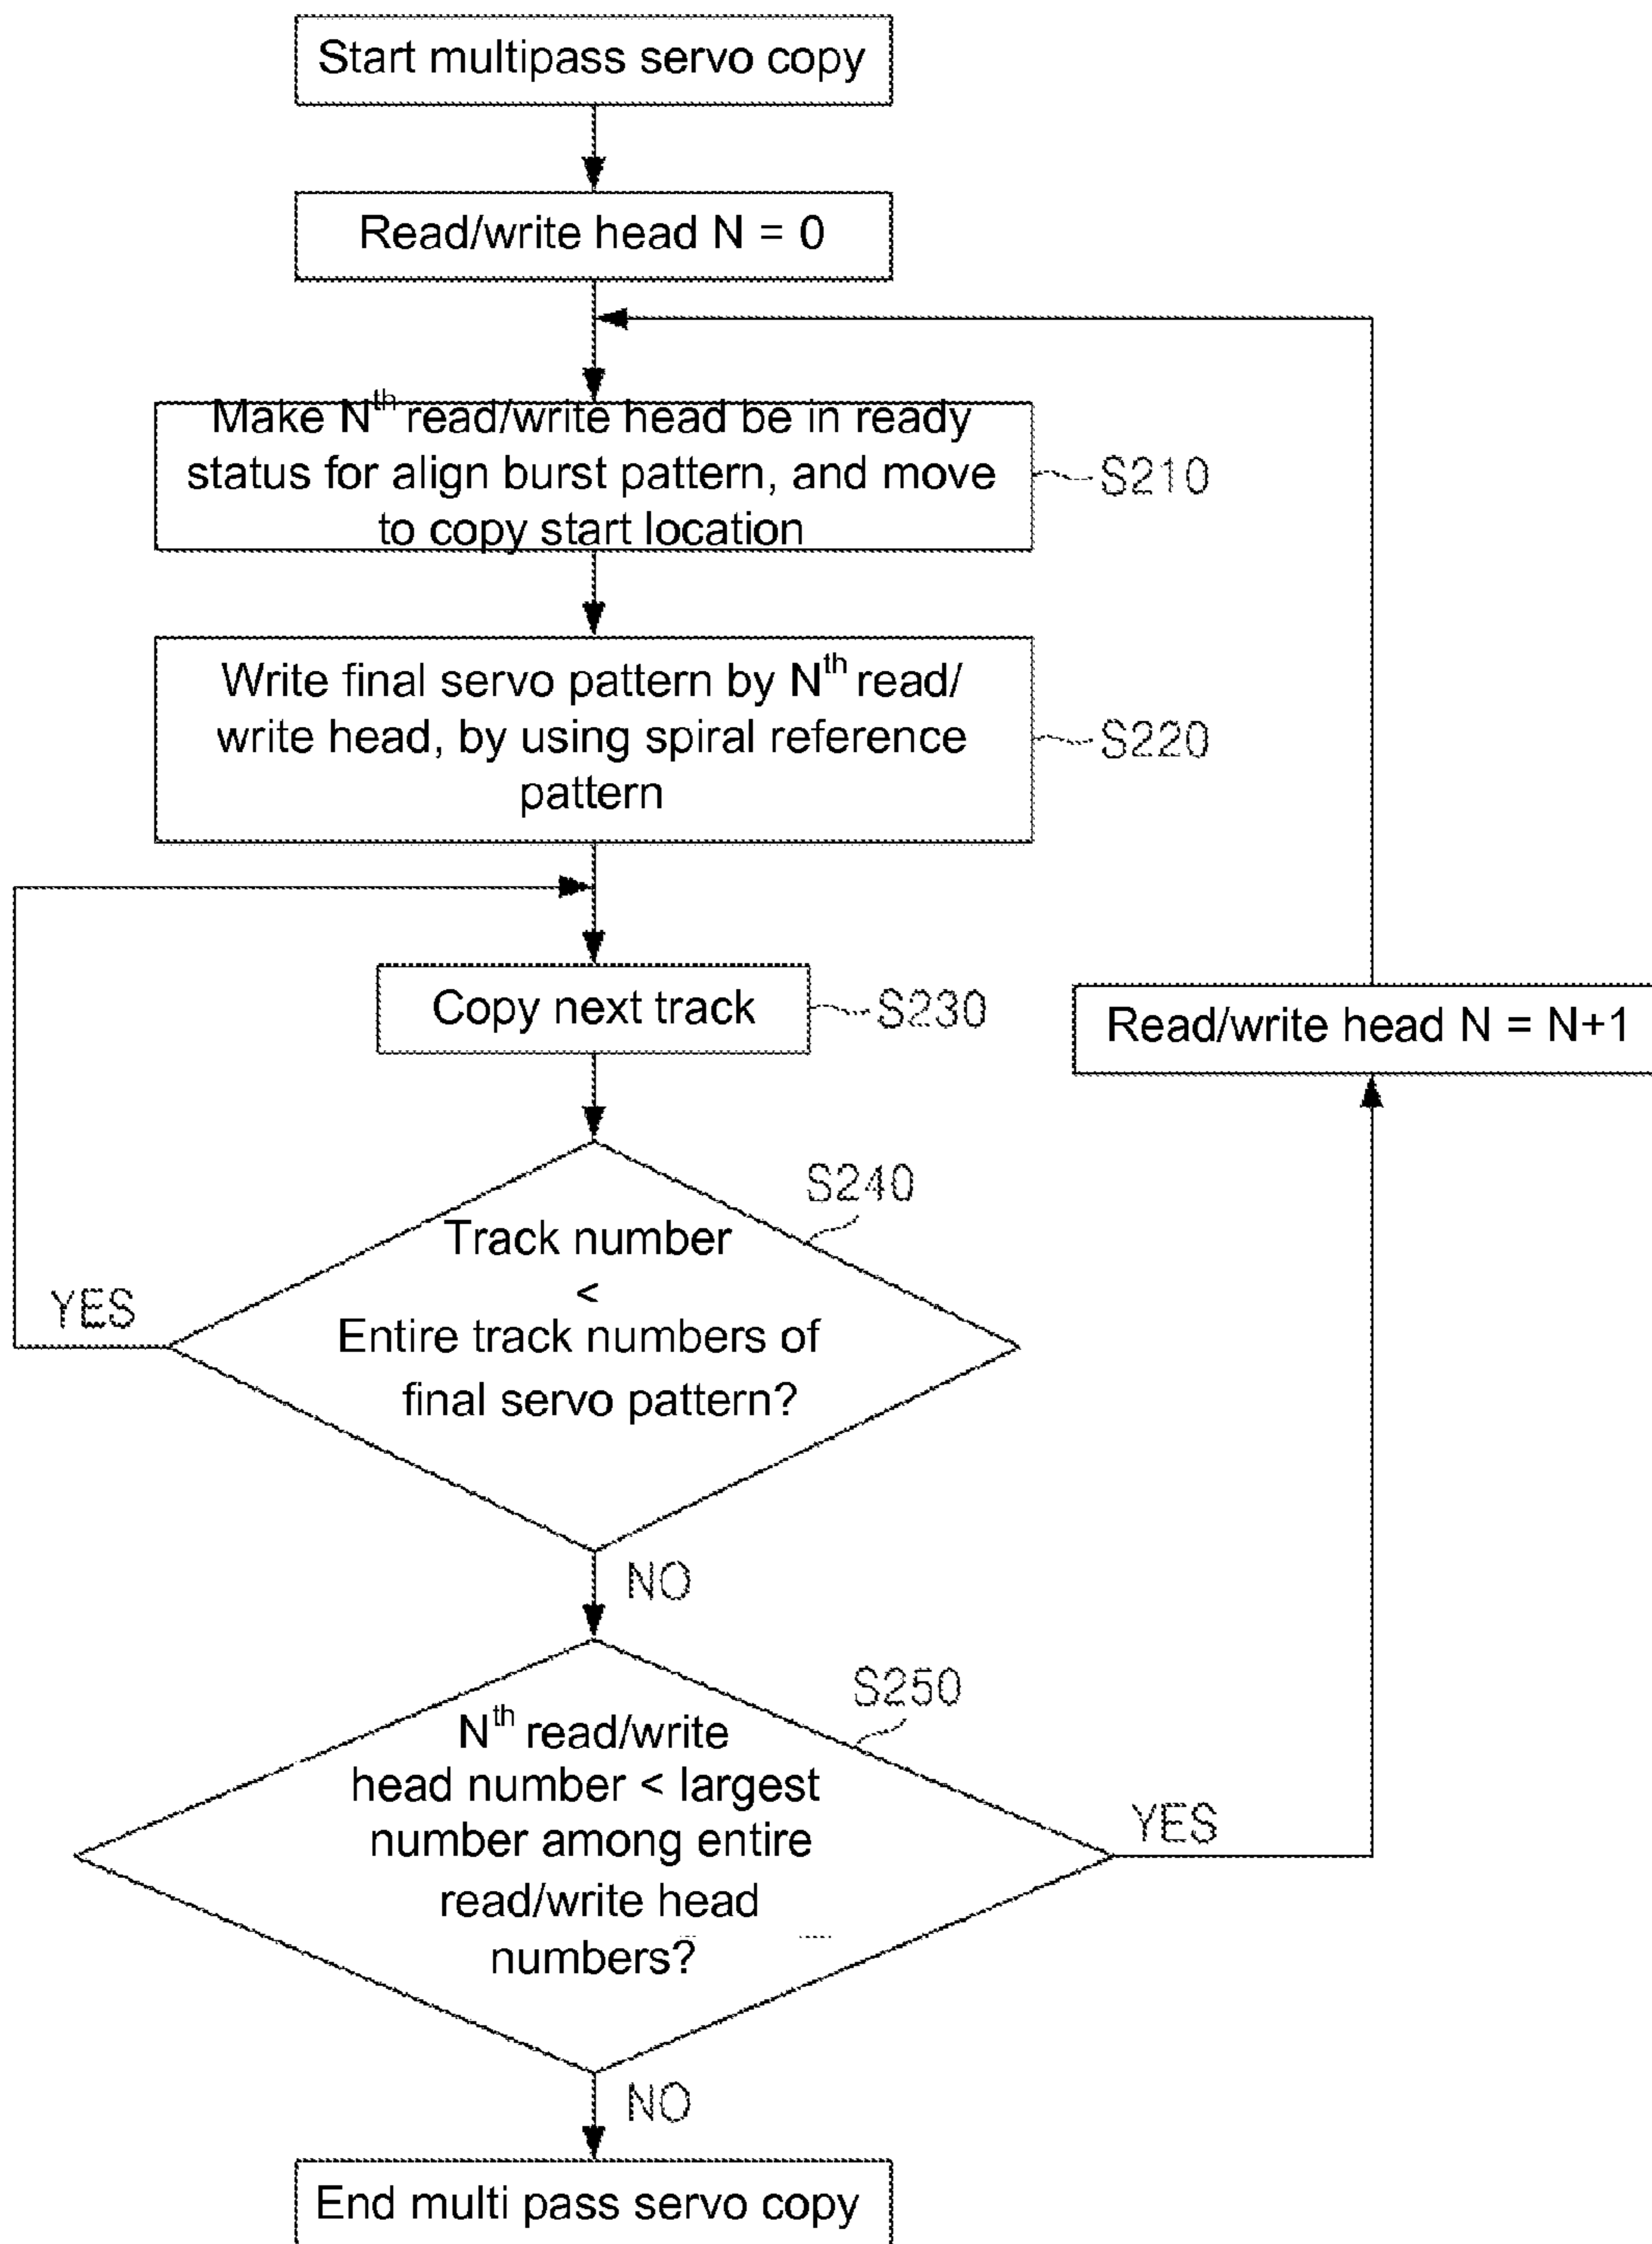 Start multipass servo copy
Read/write head N = 0
Make Nth read/write head be in ready
status for align burst pattern, and move
to copy start location
S210
Write final servo pattern by Nth read/
write head, by using spiral reference
pattern
S220
Copy next track
S230
Read/write head N = N+1
S240
Track number
<
Entire track numbers of
final servo pattern?
YES
NO
S250
Nth read/write
head number < largest
number among entire
read/write head
numbers?
YES
NO
End multi pass servo copy